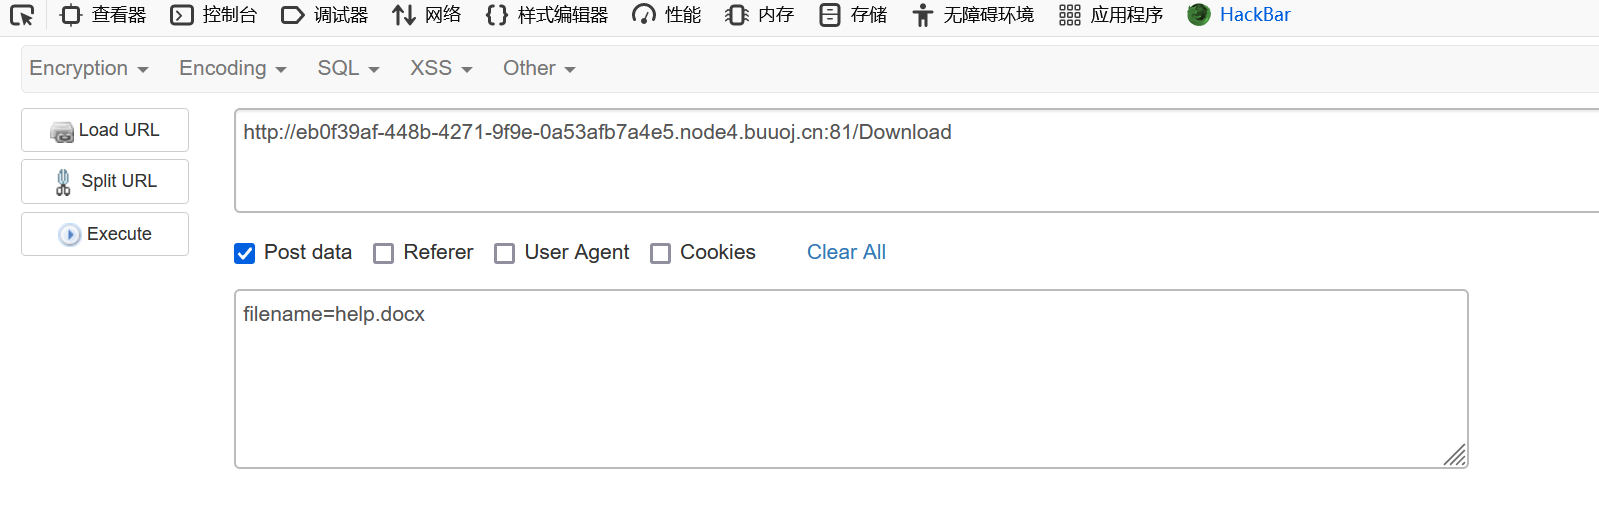 查看器 控制台 调试器 网络 样式编辑器 性能 内存 存储 无障碍环境 应用程序 HackBar
Encryption Encoding SQL XSS Other
Load URL
http://eb0f39af-448b-4271-9f9e-0a53afb7a4e5.node4.buuoj.cn:81/Download
Split URL
Execute
Post data Referer User Agent Cookies Clear All
filename=help.docx